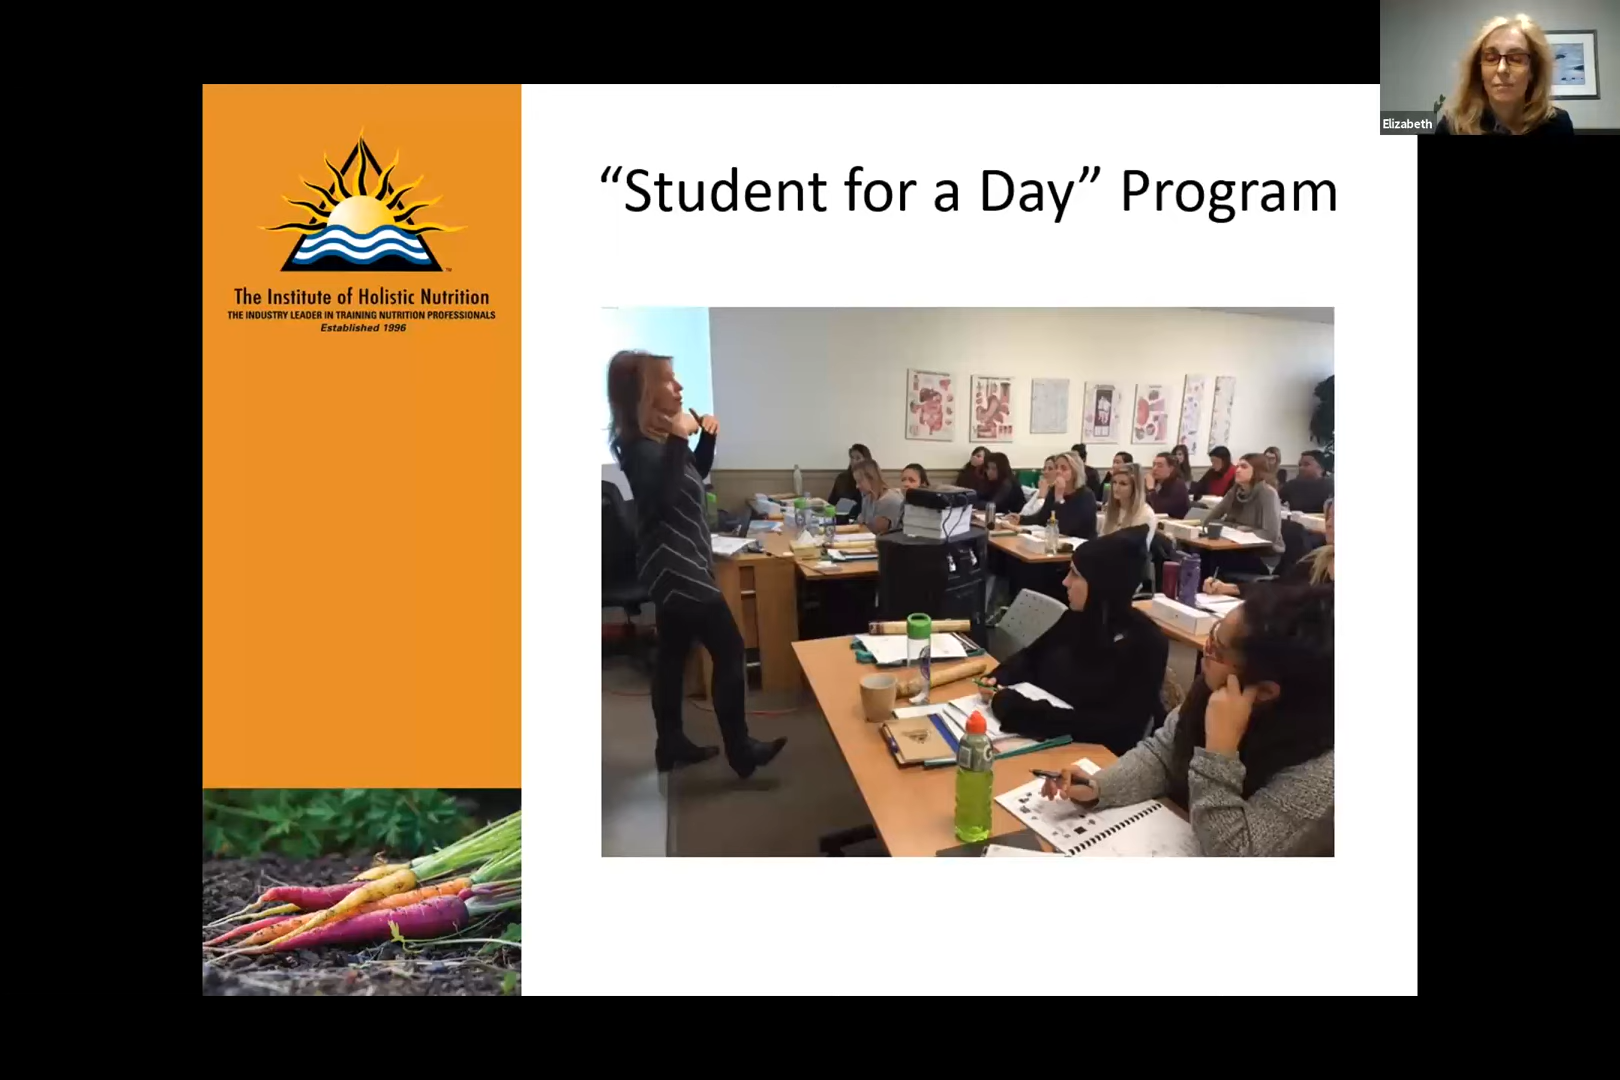 “Student for a Day” Program
The Institute of Holistic Nutrition
THE INDUSTRY LEADER IN TRAINING NUTRITION PROFESSIONALS
Established 1996
Elizabeth